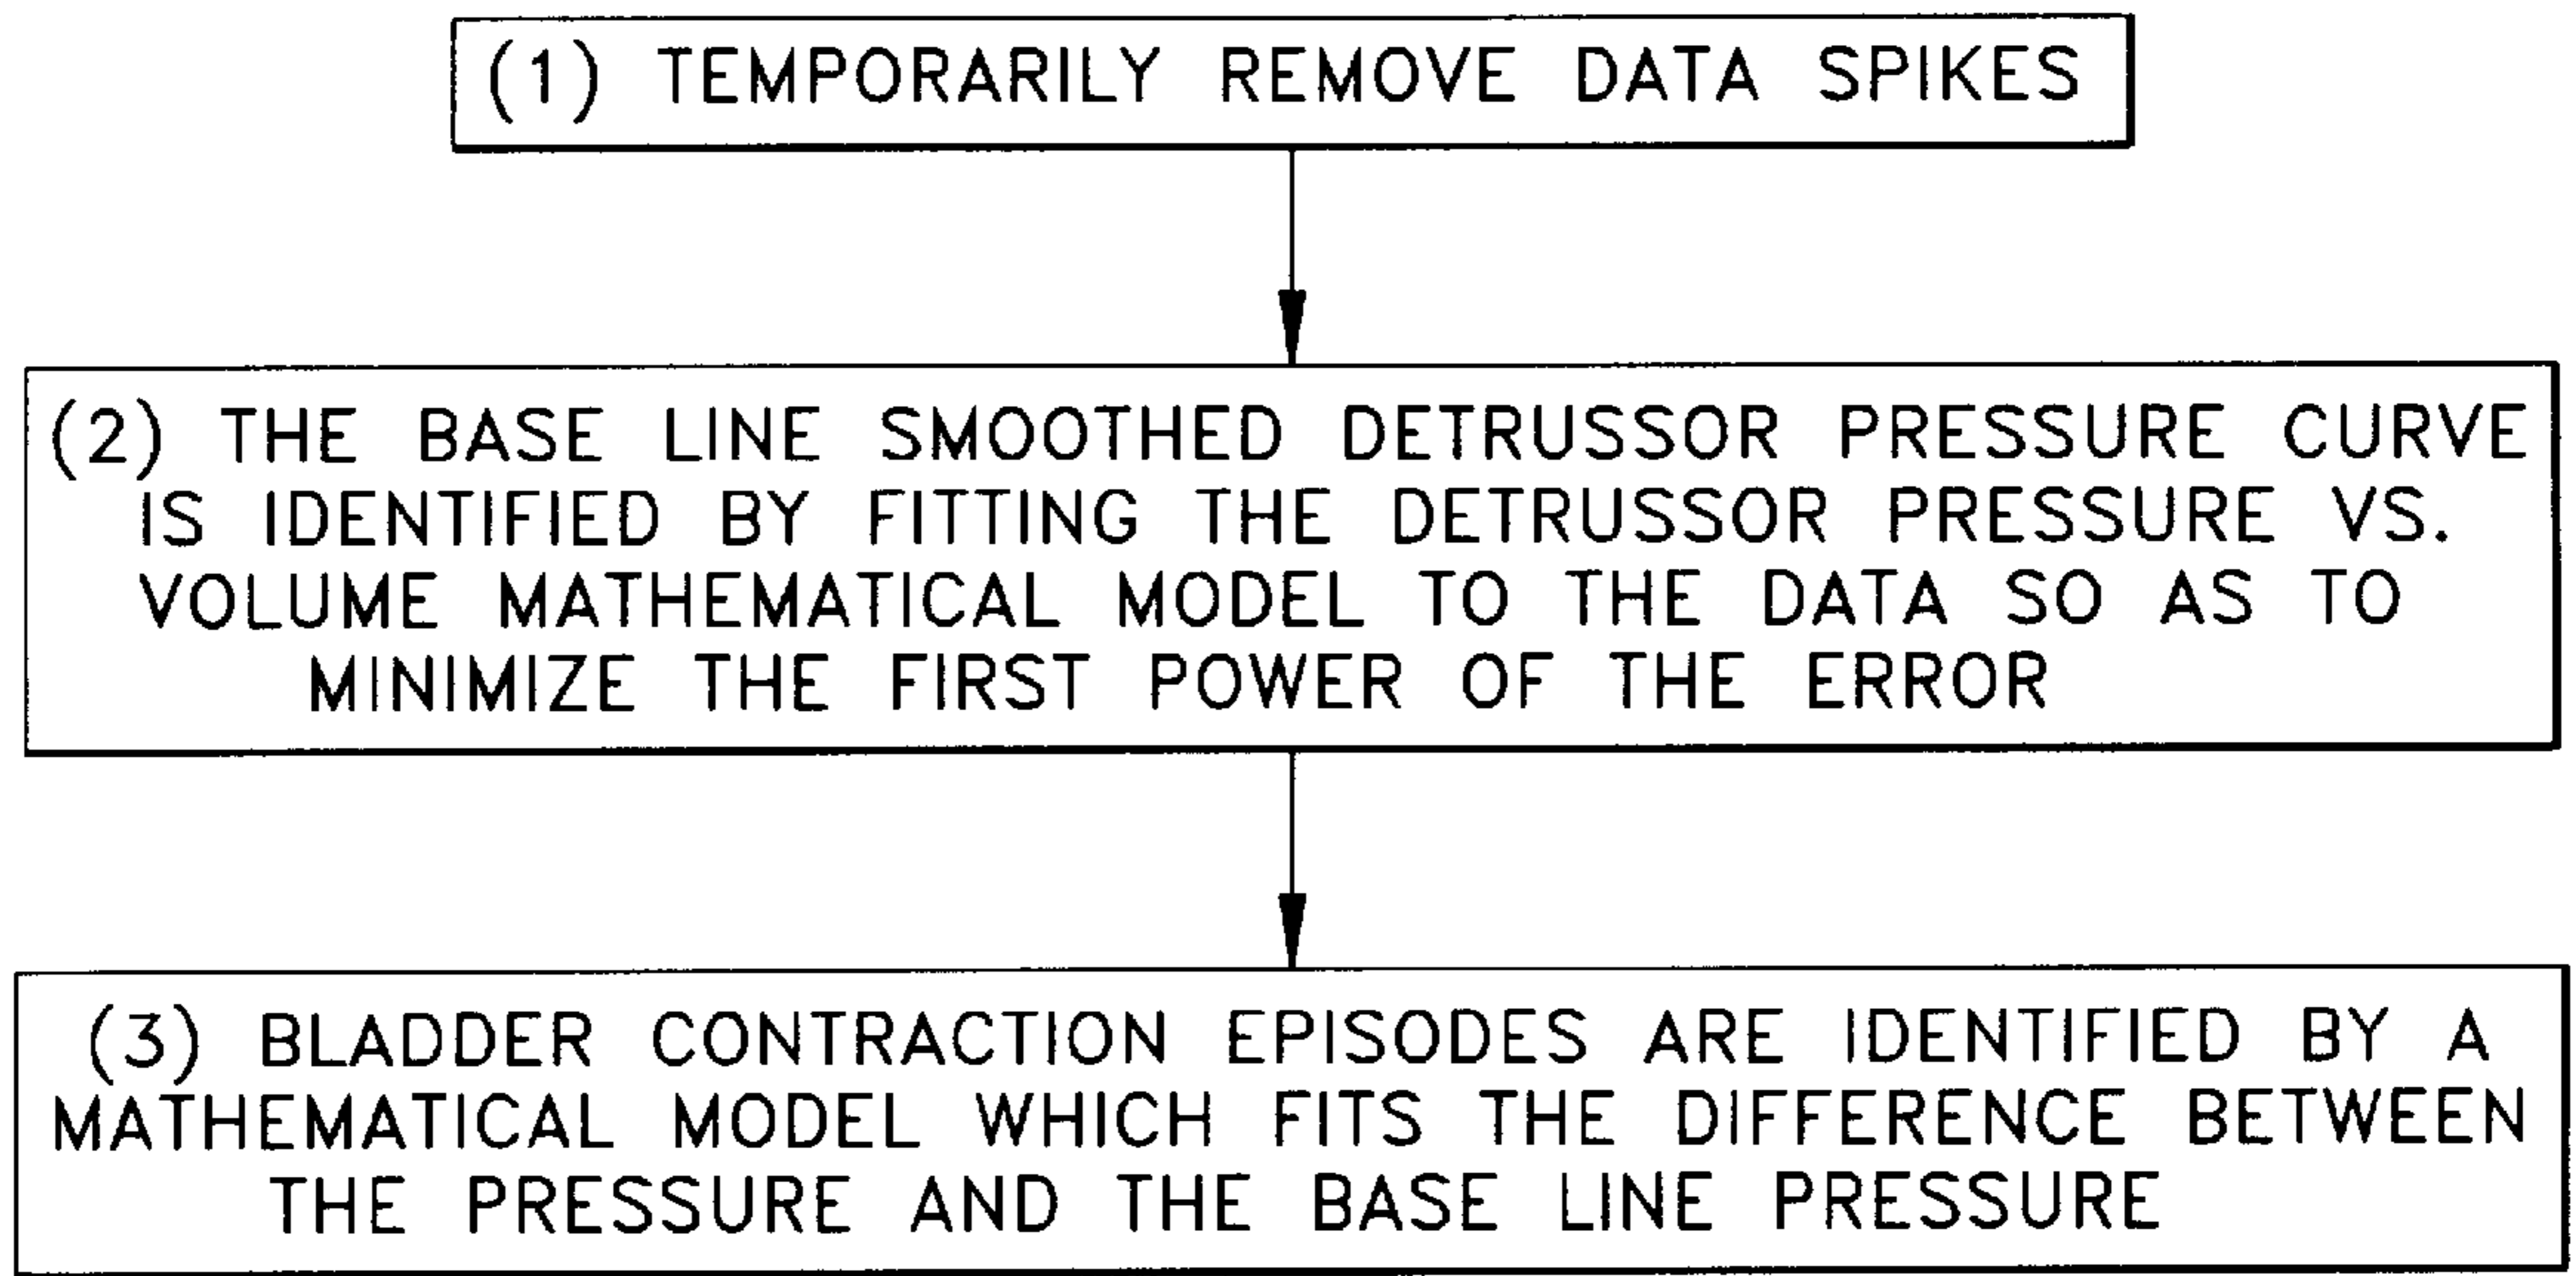 (1) TEMPORARILY REMOVE DATA SPIKES
(2) THE BASE LINE SMOOTHED DETRUSSOR PRESSURE CURVE
IS IDENTIFIED BY FITTING THE DETRUSSOR PRESSURE VS.
VOLUME MATHEMATICAL MODEL TO THE DATA SO AS TO
MINIMIZE THE FIRST POWER OF THE ERROR
(3) BLADDER CONTRACTION EPISODES ARE IDENTIFIED BY A
MATHEMATICAL MODEL WHICH FITS THE DIFFERENCE BETWEEN
THE PRESSURE AND THE BASE LINE PRESSURE